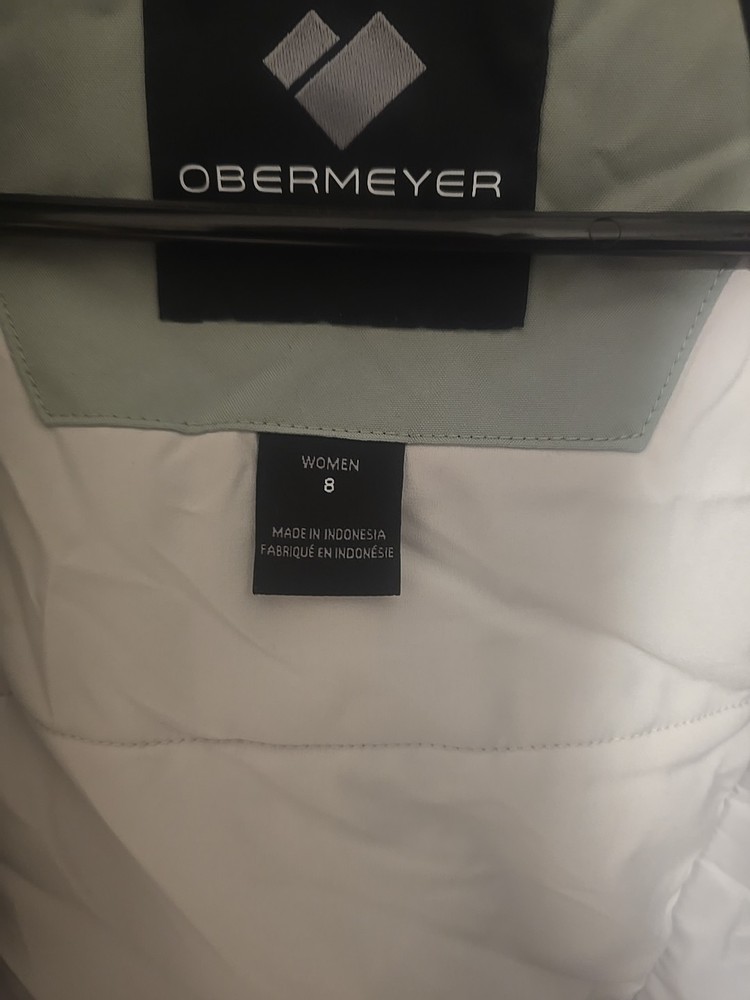 OBERMEYER
WOMEN
8
MADE IN INDONESIA
FABRIQUÉ EN INDONÉSIE